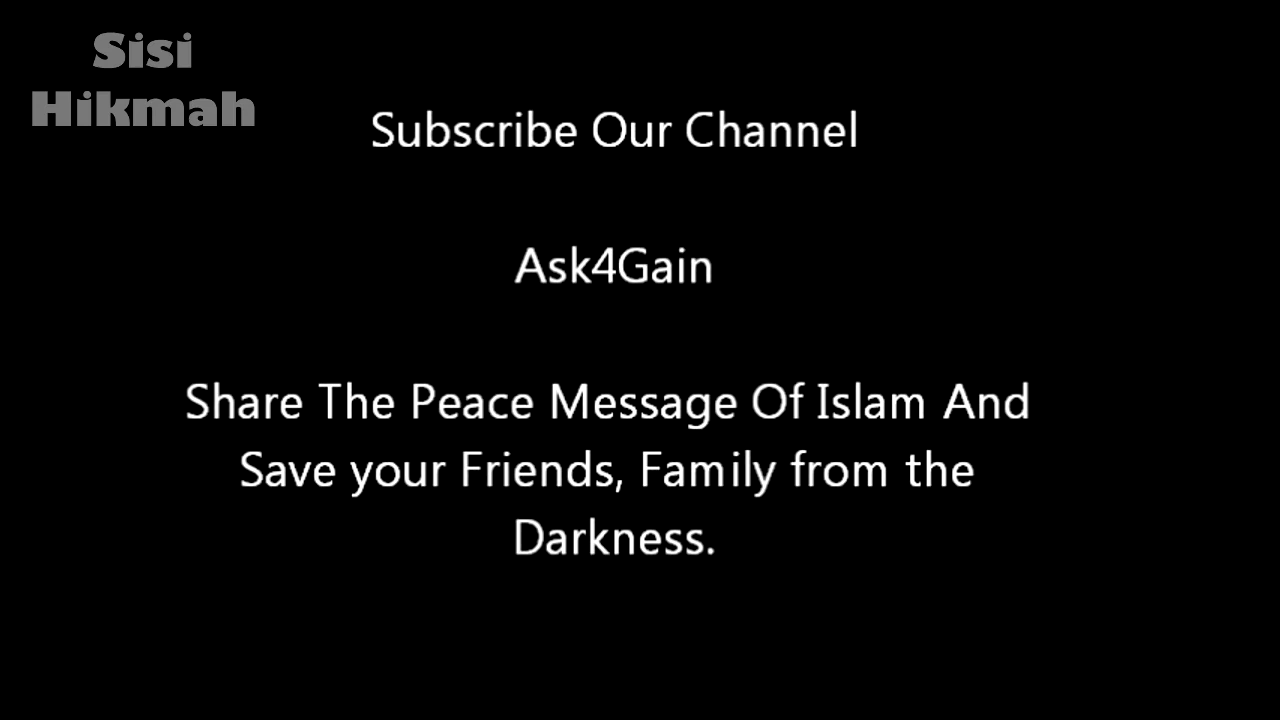 Sisi
Hikmah
Subscribe Our Channel
Ask4Gain
Share The Peace Message Of Islam And
Save your Friends, Family from the
Darkness.